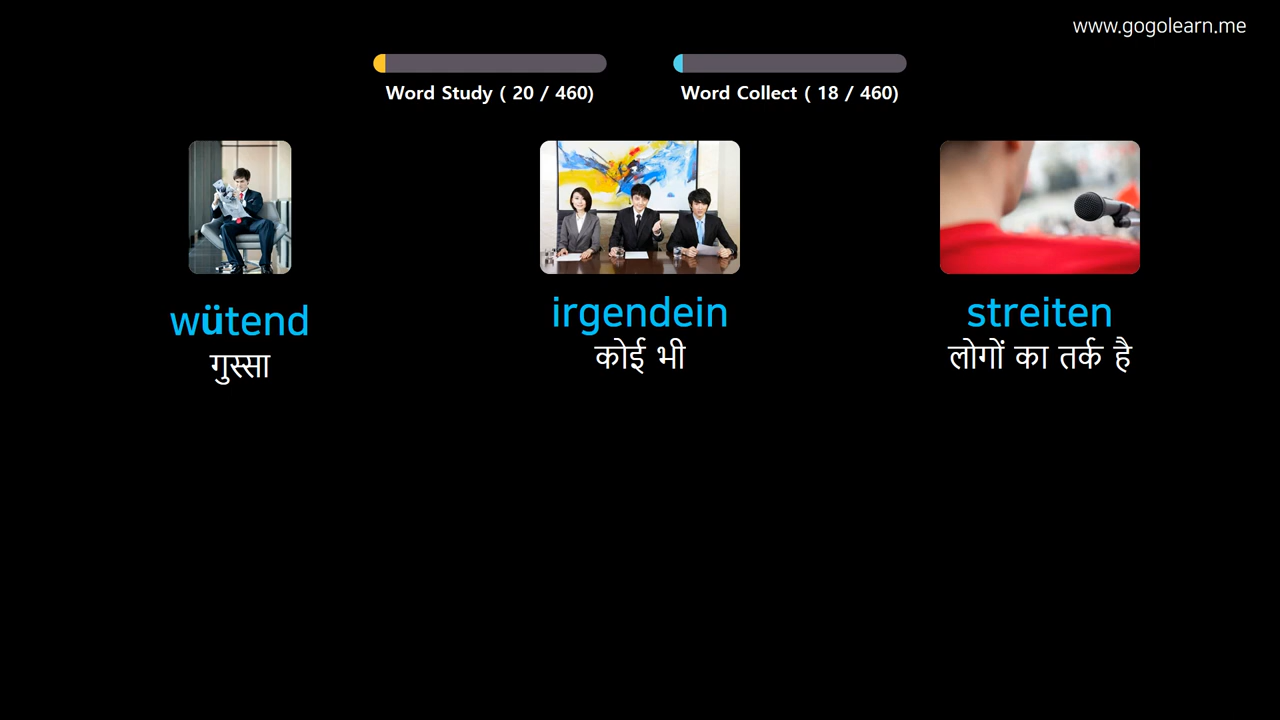 www.gogolearn.me
Word Study ( 20 / 460)
Word Collect ( 18 / 460)
wütend
गुस्सा
irgendein
कोई भी
streiten
लोगों का तर्क है